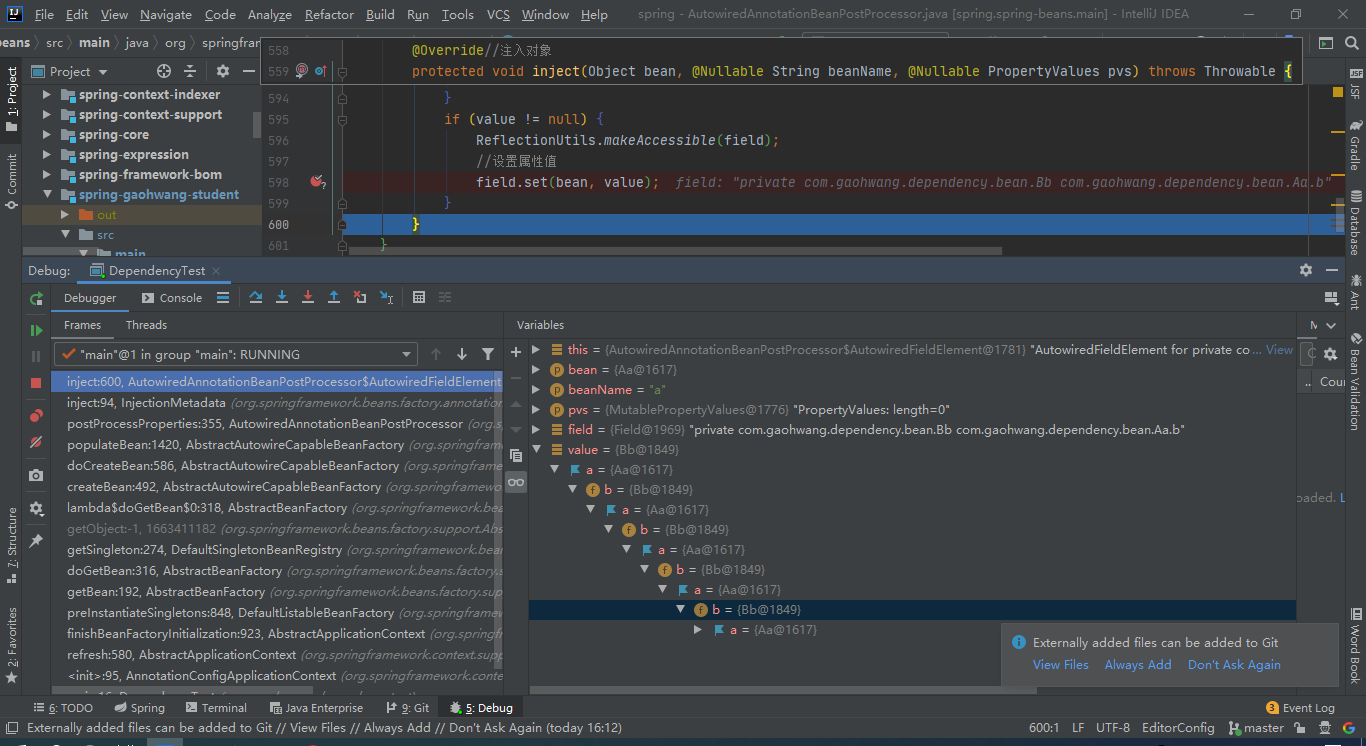 File Edit View Navigate Code Analyze Refactor Build Run Tools VCS Window Help spring - AutowiredAnnotationBeanPostProcessor.java [spring.spring-beans.main] - IntelliJ IDEA
eans src main java org springfram
558 @Override//注入对象
559 protected void inject(Object bean, @Nullable String beanName, @Nullable PropertyValues pvs) throws Throwable {
594 }
595 if (value != null) {
596 ReflectionUtils.makeAccessible(field);
597 //设置属性值
598 field.set(bean, value); field: "private com.gaohwang.dependency.bean.Bb com.gaohwang.dependency.bean.Aa.b"
599 }
600 }
601 }
1: Project
Commit
7: Structure
2: Favorites
Project
spring-context-indexer
spring-context-support
spring-core
spring-expression
spring-framework-bom
spring-gaohwang-student
out
src
main
JSF
Gradle
Database
Ant
Bean Validation
Word Book
Debug: DependencyTest
Debugger Console
Frames Threads
"main"@1 in group "main": RUNNING
inject:600, AutowiredAnnotationBeanPostProcessor$AutowiredFieldElement
inject:94, InjectionMetadata (org.springframework.beans.factory.annotation
postProcessProperties:355, AutowiredAnnotationBeanPostProcessor (org.spring
populateBean:1420, AbstractAutowireCapableBeanFactory (org.springframew
doCreateBean:586, AbstractAutowireCapableBeanFactory (org.springframew
createBean:492, AbstractAutowireCapableBeanFactory (org.springframework
lambda$doGetBean$0:318, AbstractBeanFactory (org.springframework.beans
getObject:-1, 1663411182 (org.springframework.beans.factory.support.Abs
getSingleton:274, DefaultSingletonBeanRegistry (org.springframework.bean
doGetBean:316, AbstractBeanFactory (org.springframework.beans.factory.s
getBean:192, AbstractBeanFactory (org.springframework.beans.factory.sup
preInstantiateSingletons:848, DefaultListableBeanFactory (org.springframe
finishBeanFactoryInitialization:923, AbstractApplicationContext (org.spring
refresh:580, AbstractApplicationContext (org.springframework.context.supp
<init>:95, AnnotationConfigApplicationContext (org.springframework.conte
Variables
this = {AutowiredAnnotationBeanPostProcessor$AutowiredFieldElement@1781} "AutowiredFieldElement for private co ... View
bean = {Aa@1617}
beanName = "a"
pvs = {MutablePropertyValues@1776} "PropertyValues: length=0"
field = {Field@1969} "private com.gaohwang.dependency.bean.Bb com.gaohwang.dependency.bean.Aa.b"
value = {Bb@1849}
a = {Aa@1617}
b = {Bb@1849}
a = {Aa@1617}
b = {Bb@1849}
a = {Aa@1617}
b = {Bb@1849}
a = {Aa@1617}
b = {Bb@1849}
a = {Aa@1617}
.. Coun
oaded. L
Externally added files can be added to Git
View Files Always Add Don't Ask Again
6: TODO Spring Terminal Java Enterprise 9: Git 5: Debug 3 Event Log
Externally added files can be added to Git // View Files // Always Add // Don't Ask Again (today 16:12) 600:1 LF UTF-8 EditorConfig master